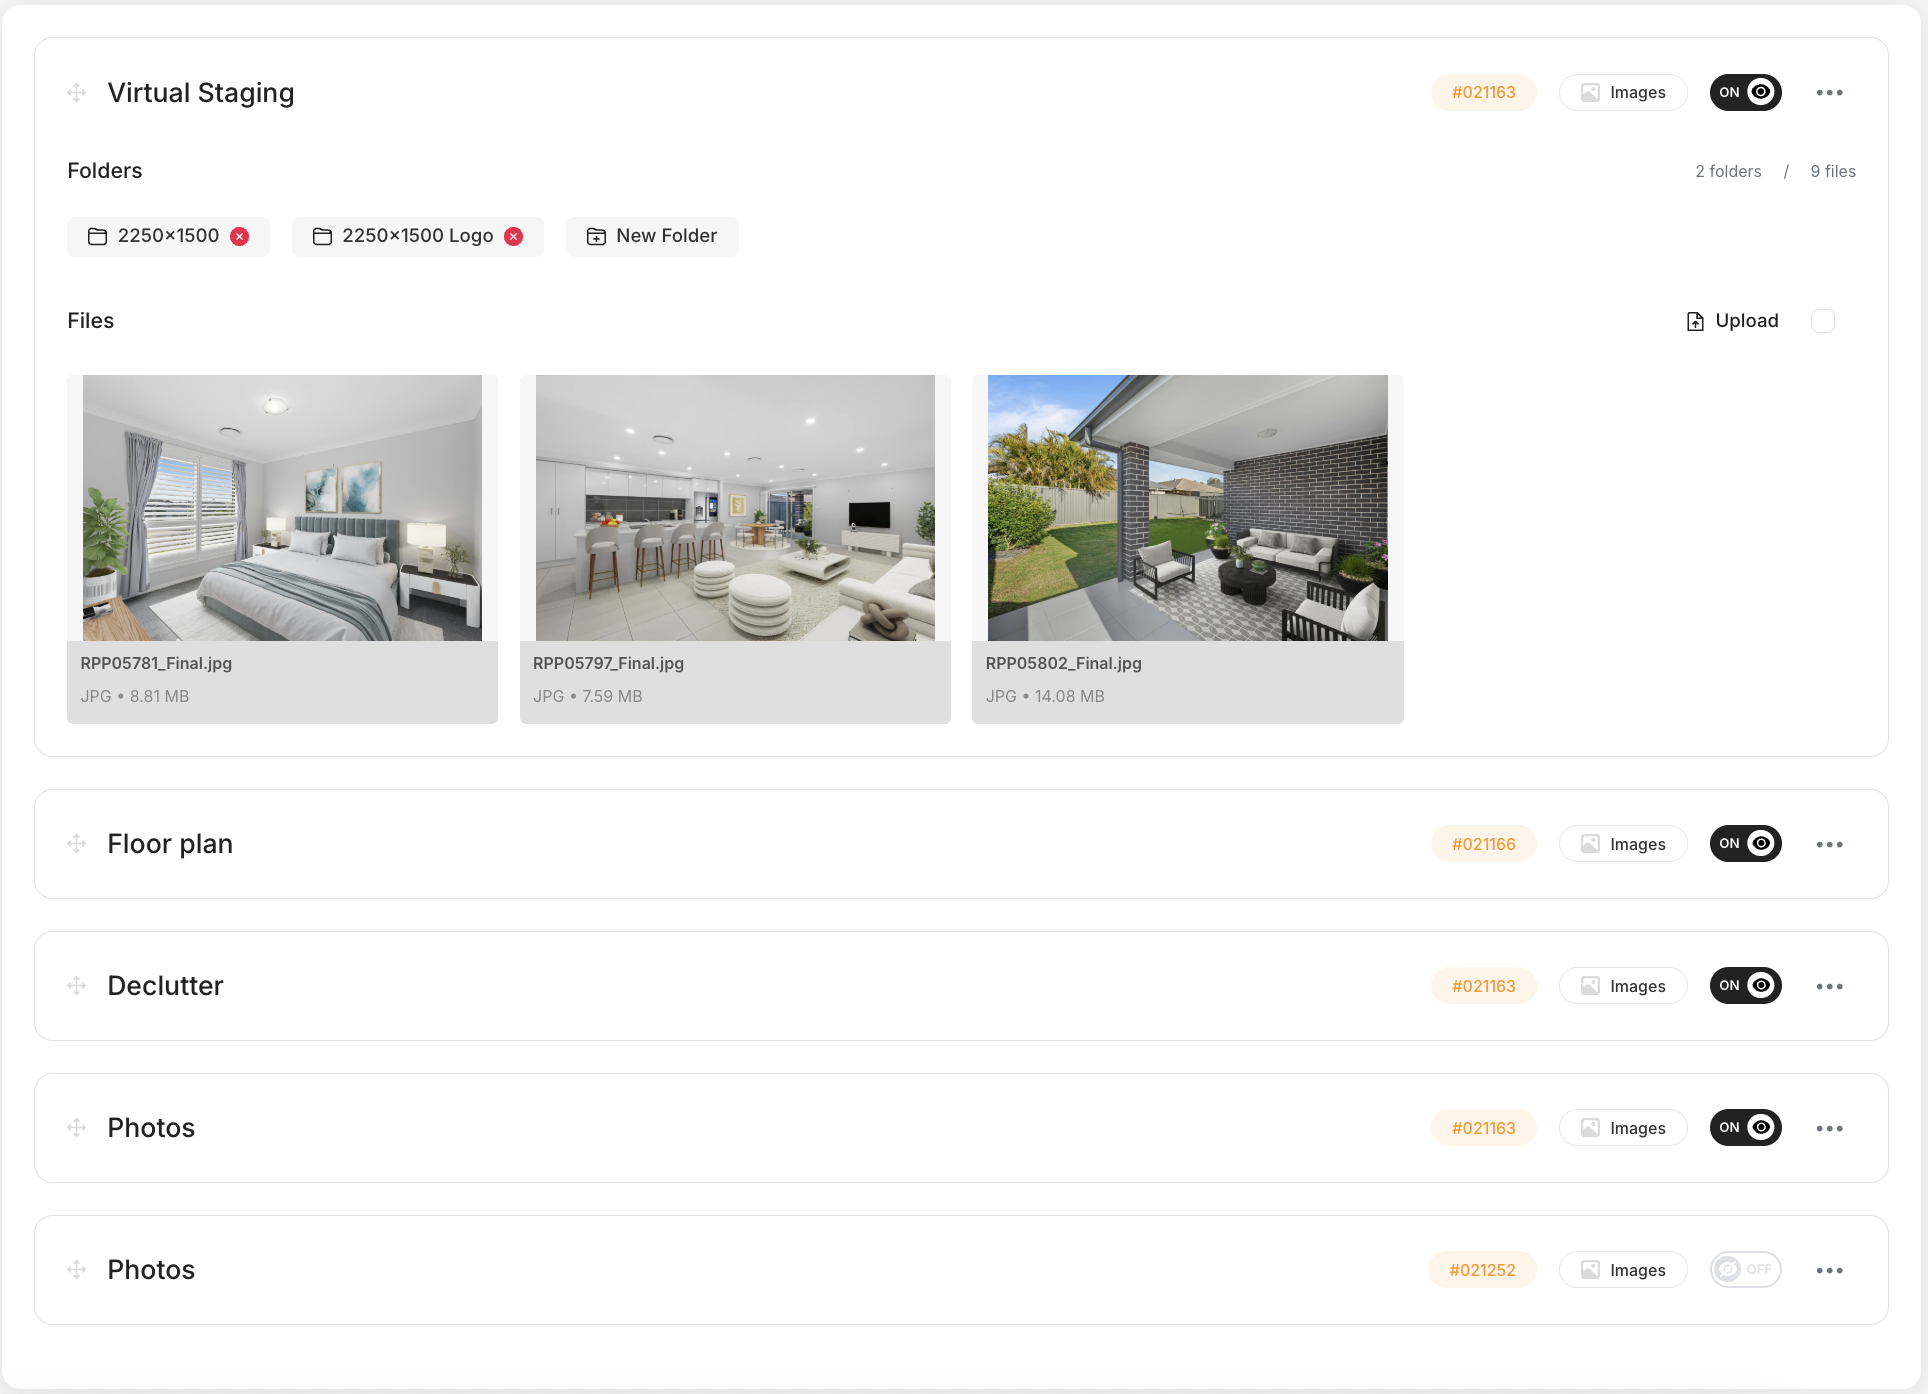 Virtual Staging #021163 Images ON
Folders 2 folders / 9 files
2250×1500 2250×1500 Logo New Folder
Files Upload
RPP05781_Final.jpg RPP05797_Final.jpg RPP05802_Final.jpg
JPG • 8.81 MB JPG • 7.59 MB JPG • 14.08 MB
Floor plan #021166 Images ON
Declutter #021163 Images ON
Photos #021163 Images ON
Photos #021252 Images OFF